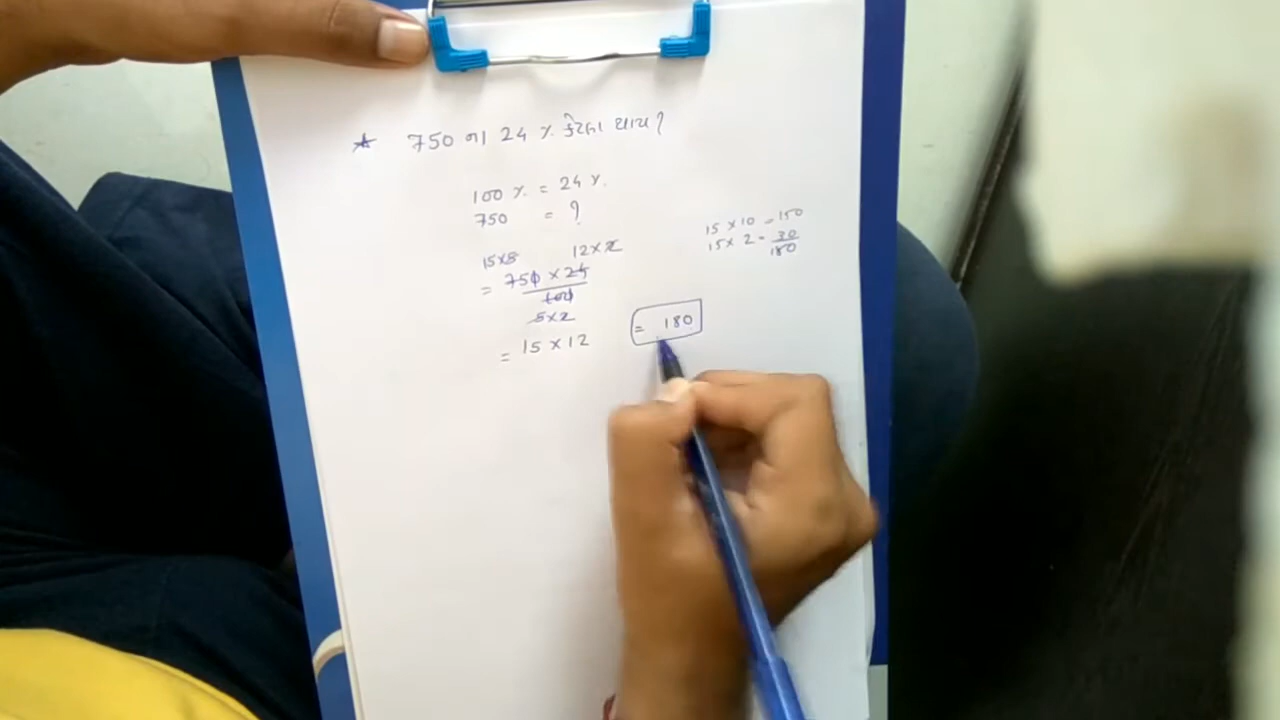 * 750 ના 24 % કેટલા થાય?
100 % = 24 %.
750 = ?
15 × 10 = 150
15 × 2 = 30
180
15×5 12×2
= 750 × 24
100
5×2
= 15 × 12 = 180